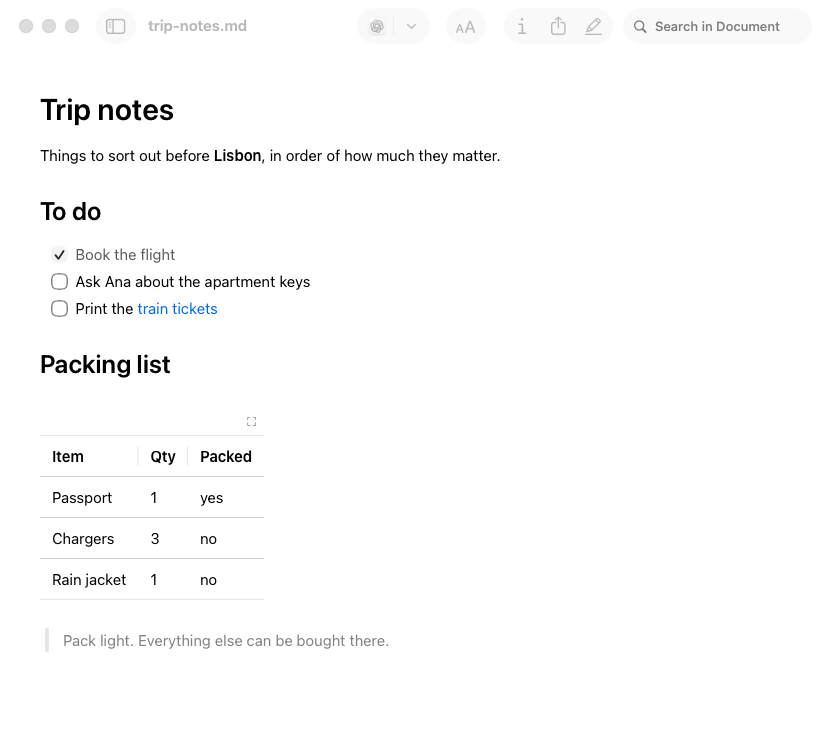 trip-notes.md
AA
Search in Document
Trip notes
Things to sort out before Lisbon, in order of how much they matter.
To do
Book the flight
Ask Ana about the apartment keys
Print the train tickets
Packing list
Item Qty Packed
Passport 1 yes
Chargers 3 no
Rain jacket 1 no
Pack light. Everything else can be bought there.